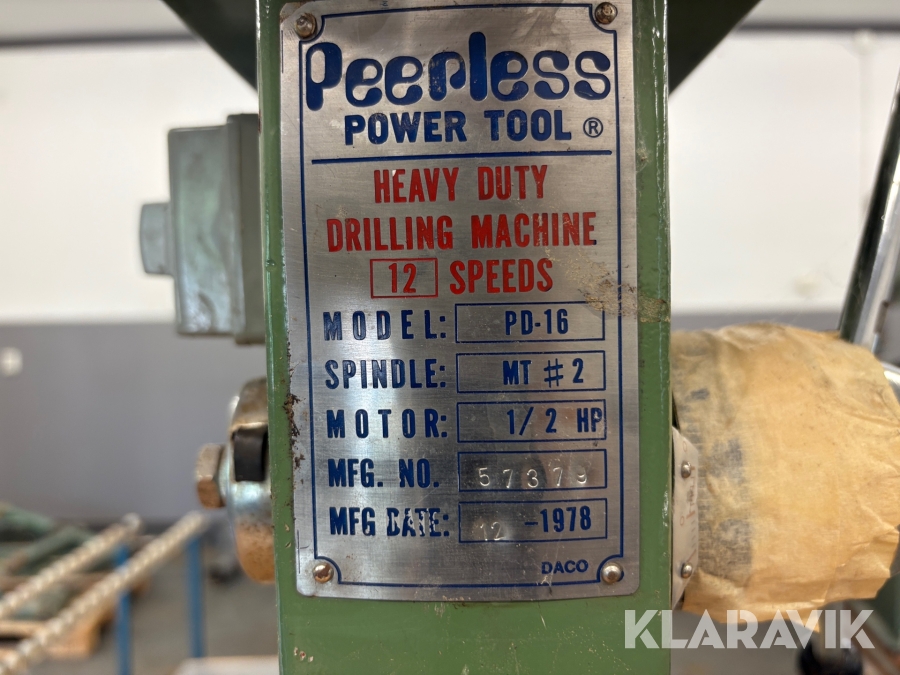 Peerless
POWER TOOL ®
HEAVY DUTY
DRILLING MACHINE
12 SPEEDS
MODEL: PD-16
SPINDLE: MT #2
MOTOR: 1/2 HP
MFG. NO. 57379
MFG DATE: 12 -1978
DACO
KLARAVIK